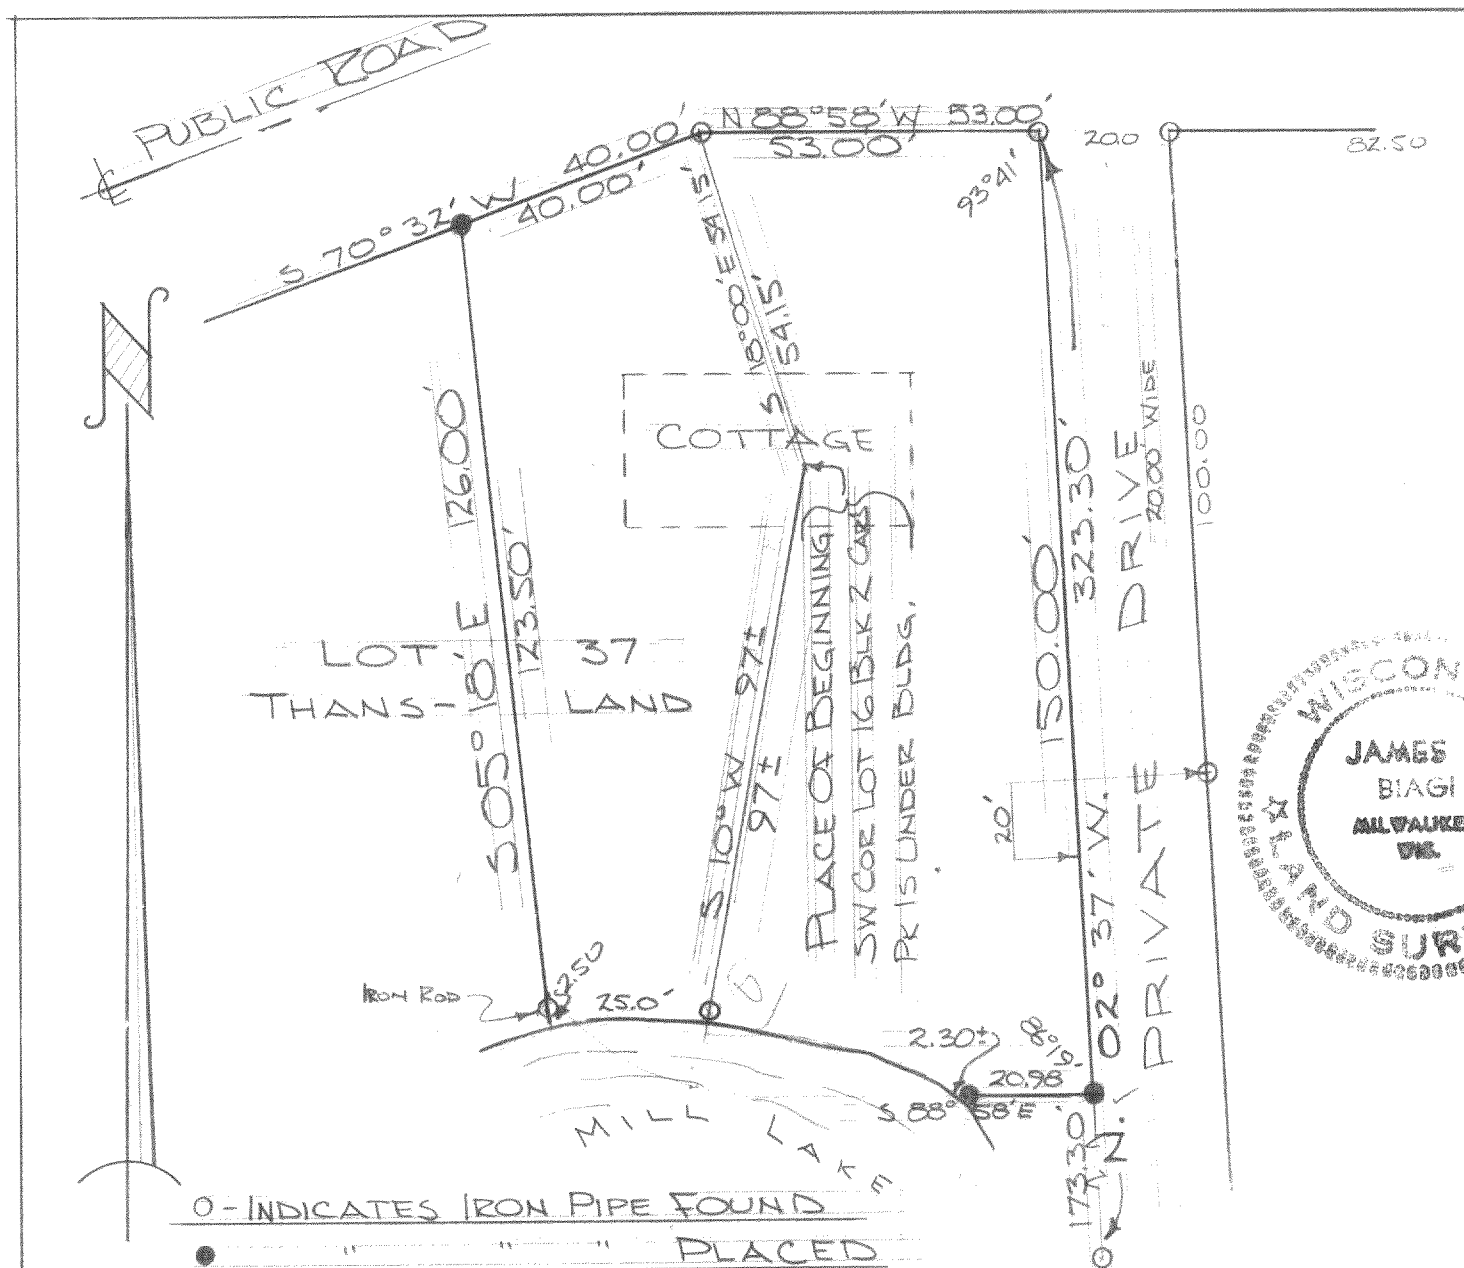 PUBLIC ROAD
N 88°58' W 53.00'
53.00'
20.0
82.50
S 70°32' W 40.00'
40.00'
93°41'
S 18°00' E 54.15'
54.15'
N
COTTAGE
S 05°18' E 126.00'
123.50'
LOT 37
THANS-LAND
S 10° W 97±
97±
PLACE OF BEGINNING
SW COR LOT 16 BLK 2
PK IS UNDER BLDG.
150.00'
N. 02° 37' W. 323.30'
PRIVATE DRIVE
20.00 WIDE
100.00
20'
WISCON
JAMES
BIAGI
MILWAUKE
WIS.
LAND SUR
IRON ROD
2.50
25.0'
2.30±
86°19'
20.98
S 88° 58' E
173.30
MILL LAKE
O-INDICATES IRON PIPE FOUND
● " " " PLACED